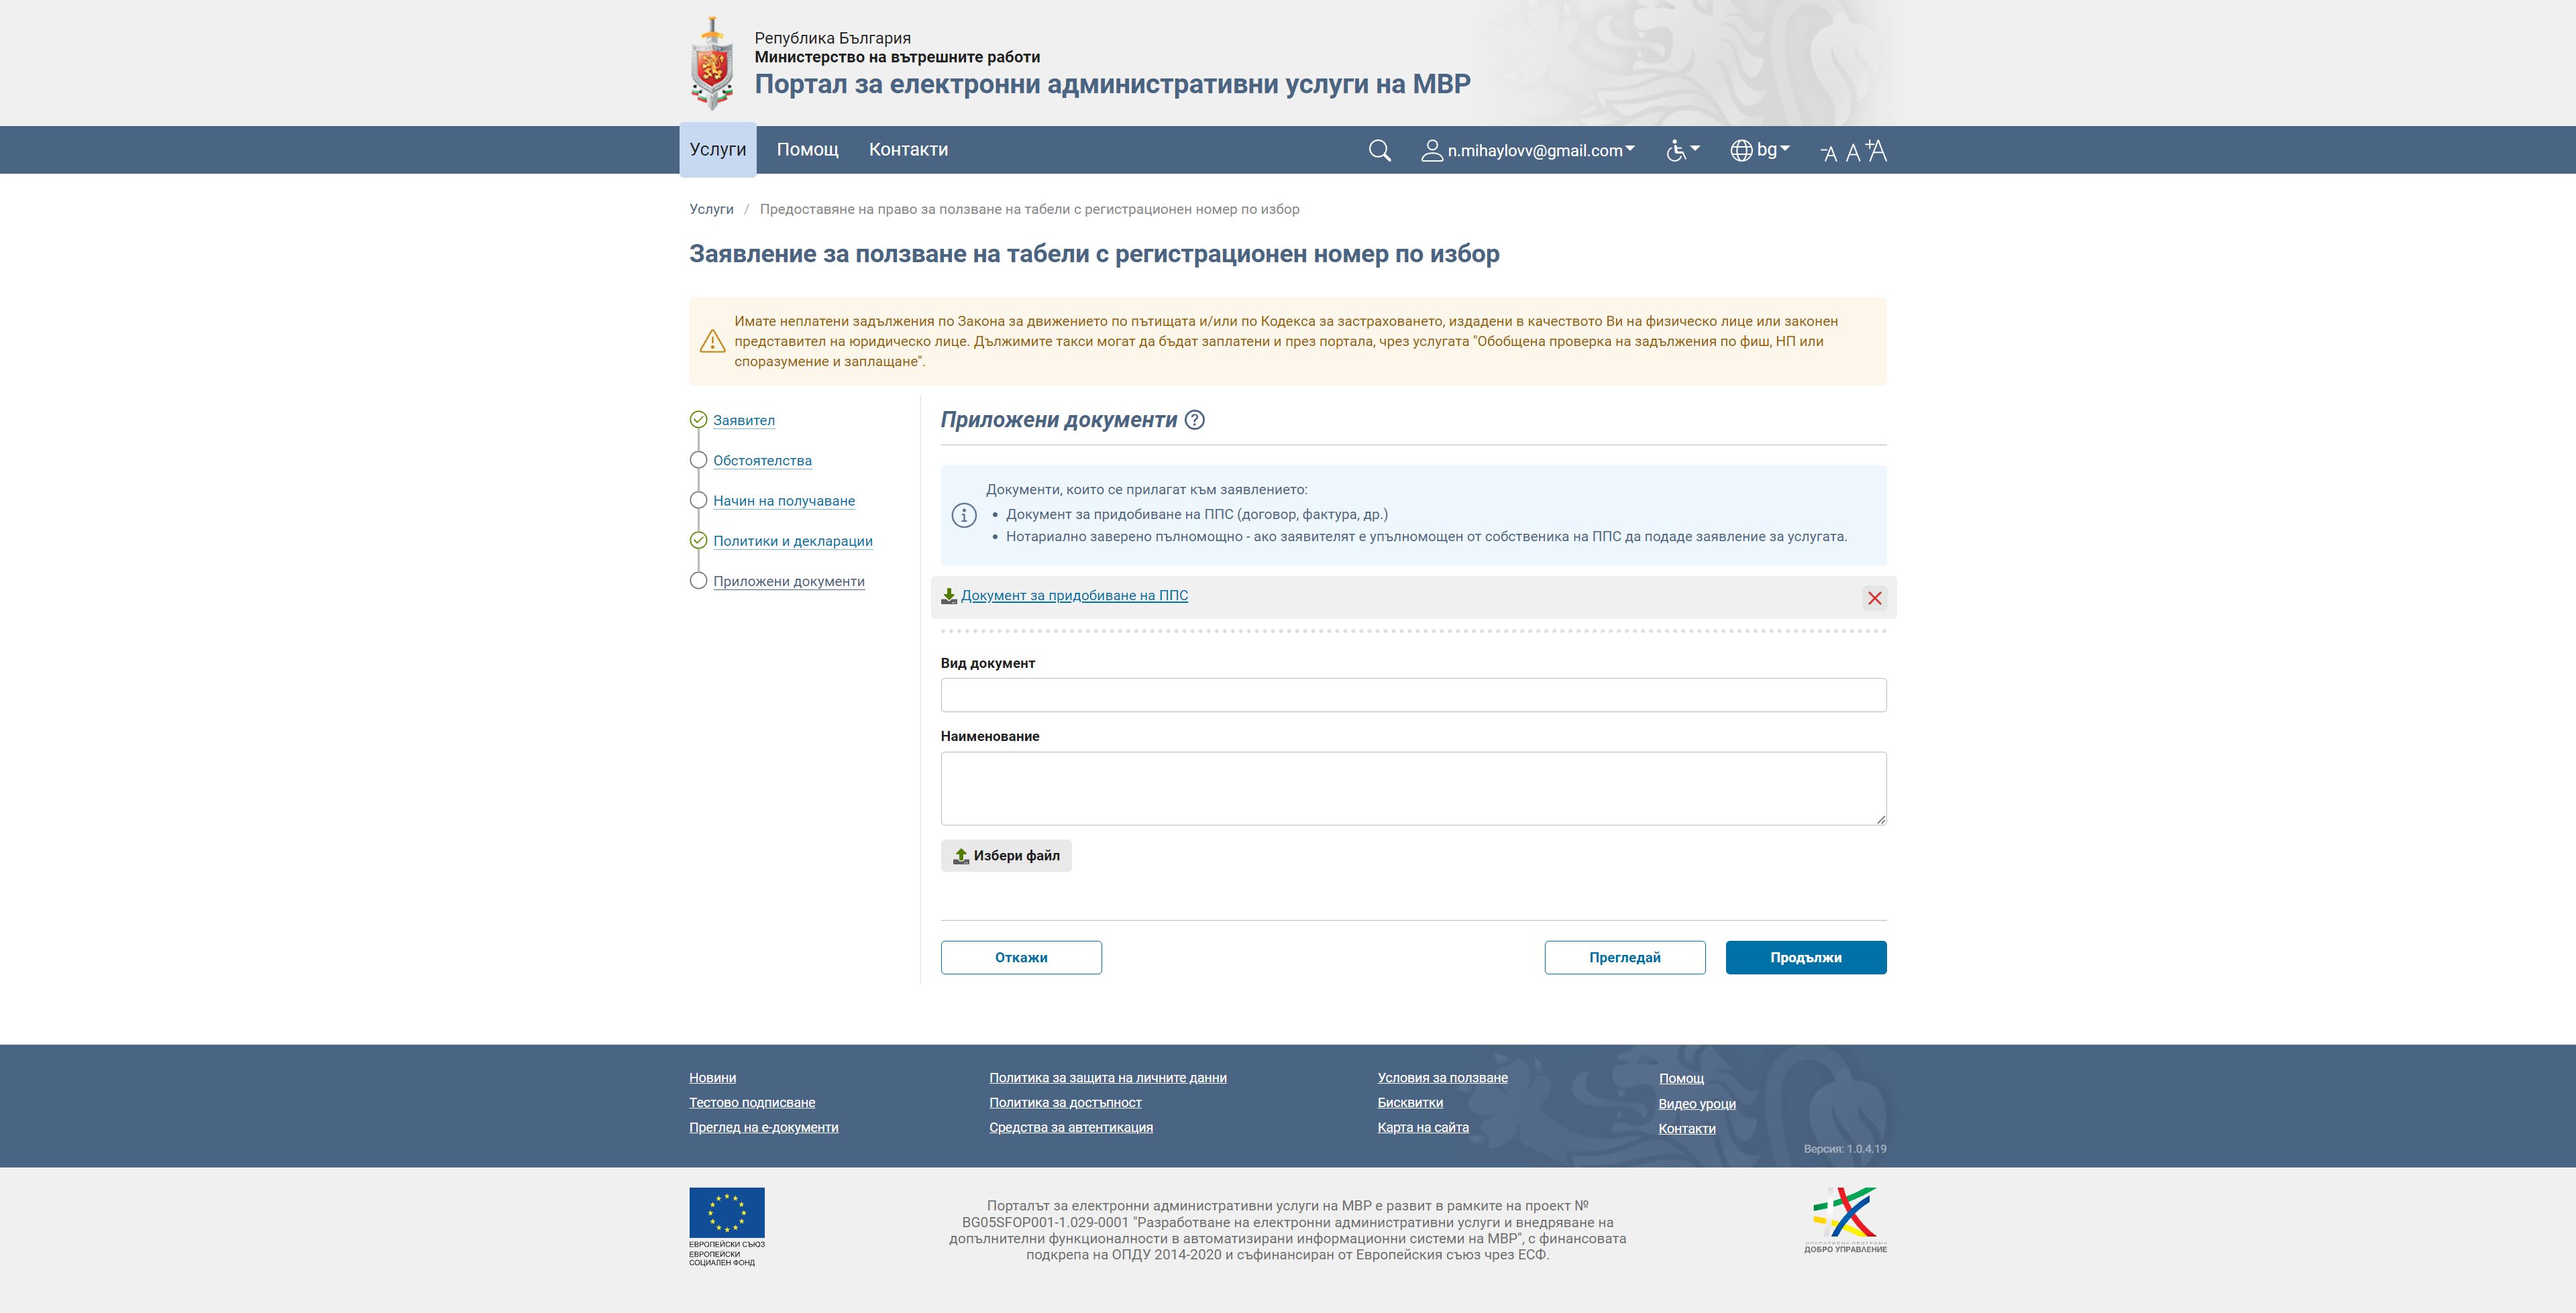 Република България
Министерство на вътрешните работи
Портал за електронни административни услуги на МВР
Услуги
Помощ
Контакти
n.mihaylovv@gmail.com
bg
-A A +A
Услуги / Предоставяне на право за ползване на табели с регистрационен номер по избор
Заявление за ползване на табели с регистрационен номер по избор
Имате неплатени задължения по Закона за движението по пътищата и/или по Кодекса за застраховането, издадени в качеството Ви на физическо лице или законен
представител на юридическо лице. Дължимите такси могат да бъдат заплатени и през портала, чрез услугата "Обобщена проверка на задължения по фиш, НП или
споразумение и заплащане".
Заявител
Обстоятелства
Начин на получаване
Политики и декларации
Приложени документи
Приложени документи
Документи, които се прилагат към заявлението:
• Документ за придобиване на ППС (договор, фактура, др.)
• Нотариално заверено пълномощно - ако заявителят е упълномощен от собственика на ППС да подаде заявление за услугата.
Документ за придобиване на ППС
Вид документ
Наименование
Избери файл
Откажи
Прегледай
Продължи
Новини
Тестово подписване
Преглед на е-документи
Политика за защита на личните данни
Политика за достъпност
Средства за автентикация
Условия за ползване
Бисквитки
Карта на сайта
Помощ
Видео уроци
Контакти
Версия: 1.0.4.19
ЕВРОПЕЙСКИ СЪЮЗ
ЕВРОПЕЙСКИ
СОЦИАЛЕН ФОНД
Порталът за електронни административни услуги на МВР е развит в рамките на проект №
BG05SFOP001-1.029-0001 "Разработване на електронни административни услуги и внедряване на
допълнителни функционалности в автоматизирани информационни системи на МВР", с финансовата
подкрепа на ОПДУ 2014-2020 и съфинансиран от Европейския съюз чрез ЕСФ.
ОПЕРАТИВНА ПРОГРАМА
ДОБРО УПРАВЛЕНИЕ